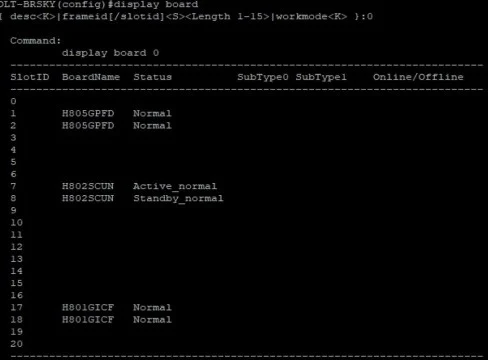 OLT-BRSKY(config)#display board
{ desc<K>|frameid[/slotid]<S><Length 1-15>|workmode<K> }:0
Command:
display board 0
-------------------------------------------------------------------------
SlotID BoardName Status SubType0 SubType1 Online/Offline
-------------------------------------------------------------------------
0
1 H805GPFD Normal
2 H805GPFD Normal
3
4
5
6
7 H802SCUN Active_normal
8 H802SCUN Standby_normal
9
10
11
12
13
14
15
16
17 H801GICF Normal
18 H801GICF Normal
19
20
-------------------------------------------------------------------------